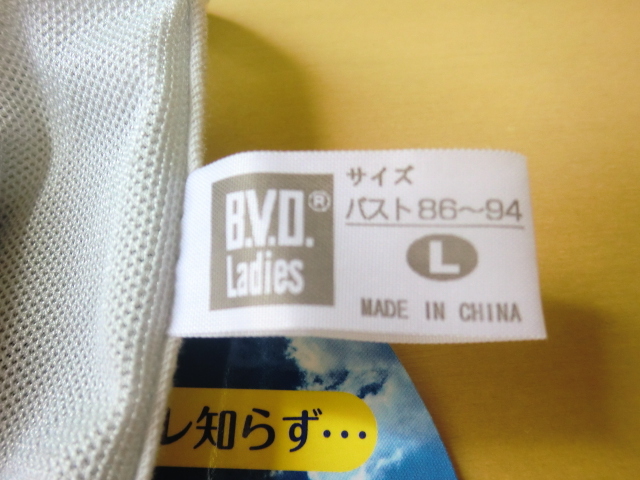 B.V.D.®
Ladies
サイズ
バスト86〜94
L
MADE IN CHINA
レ知らず…